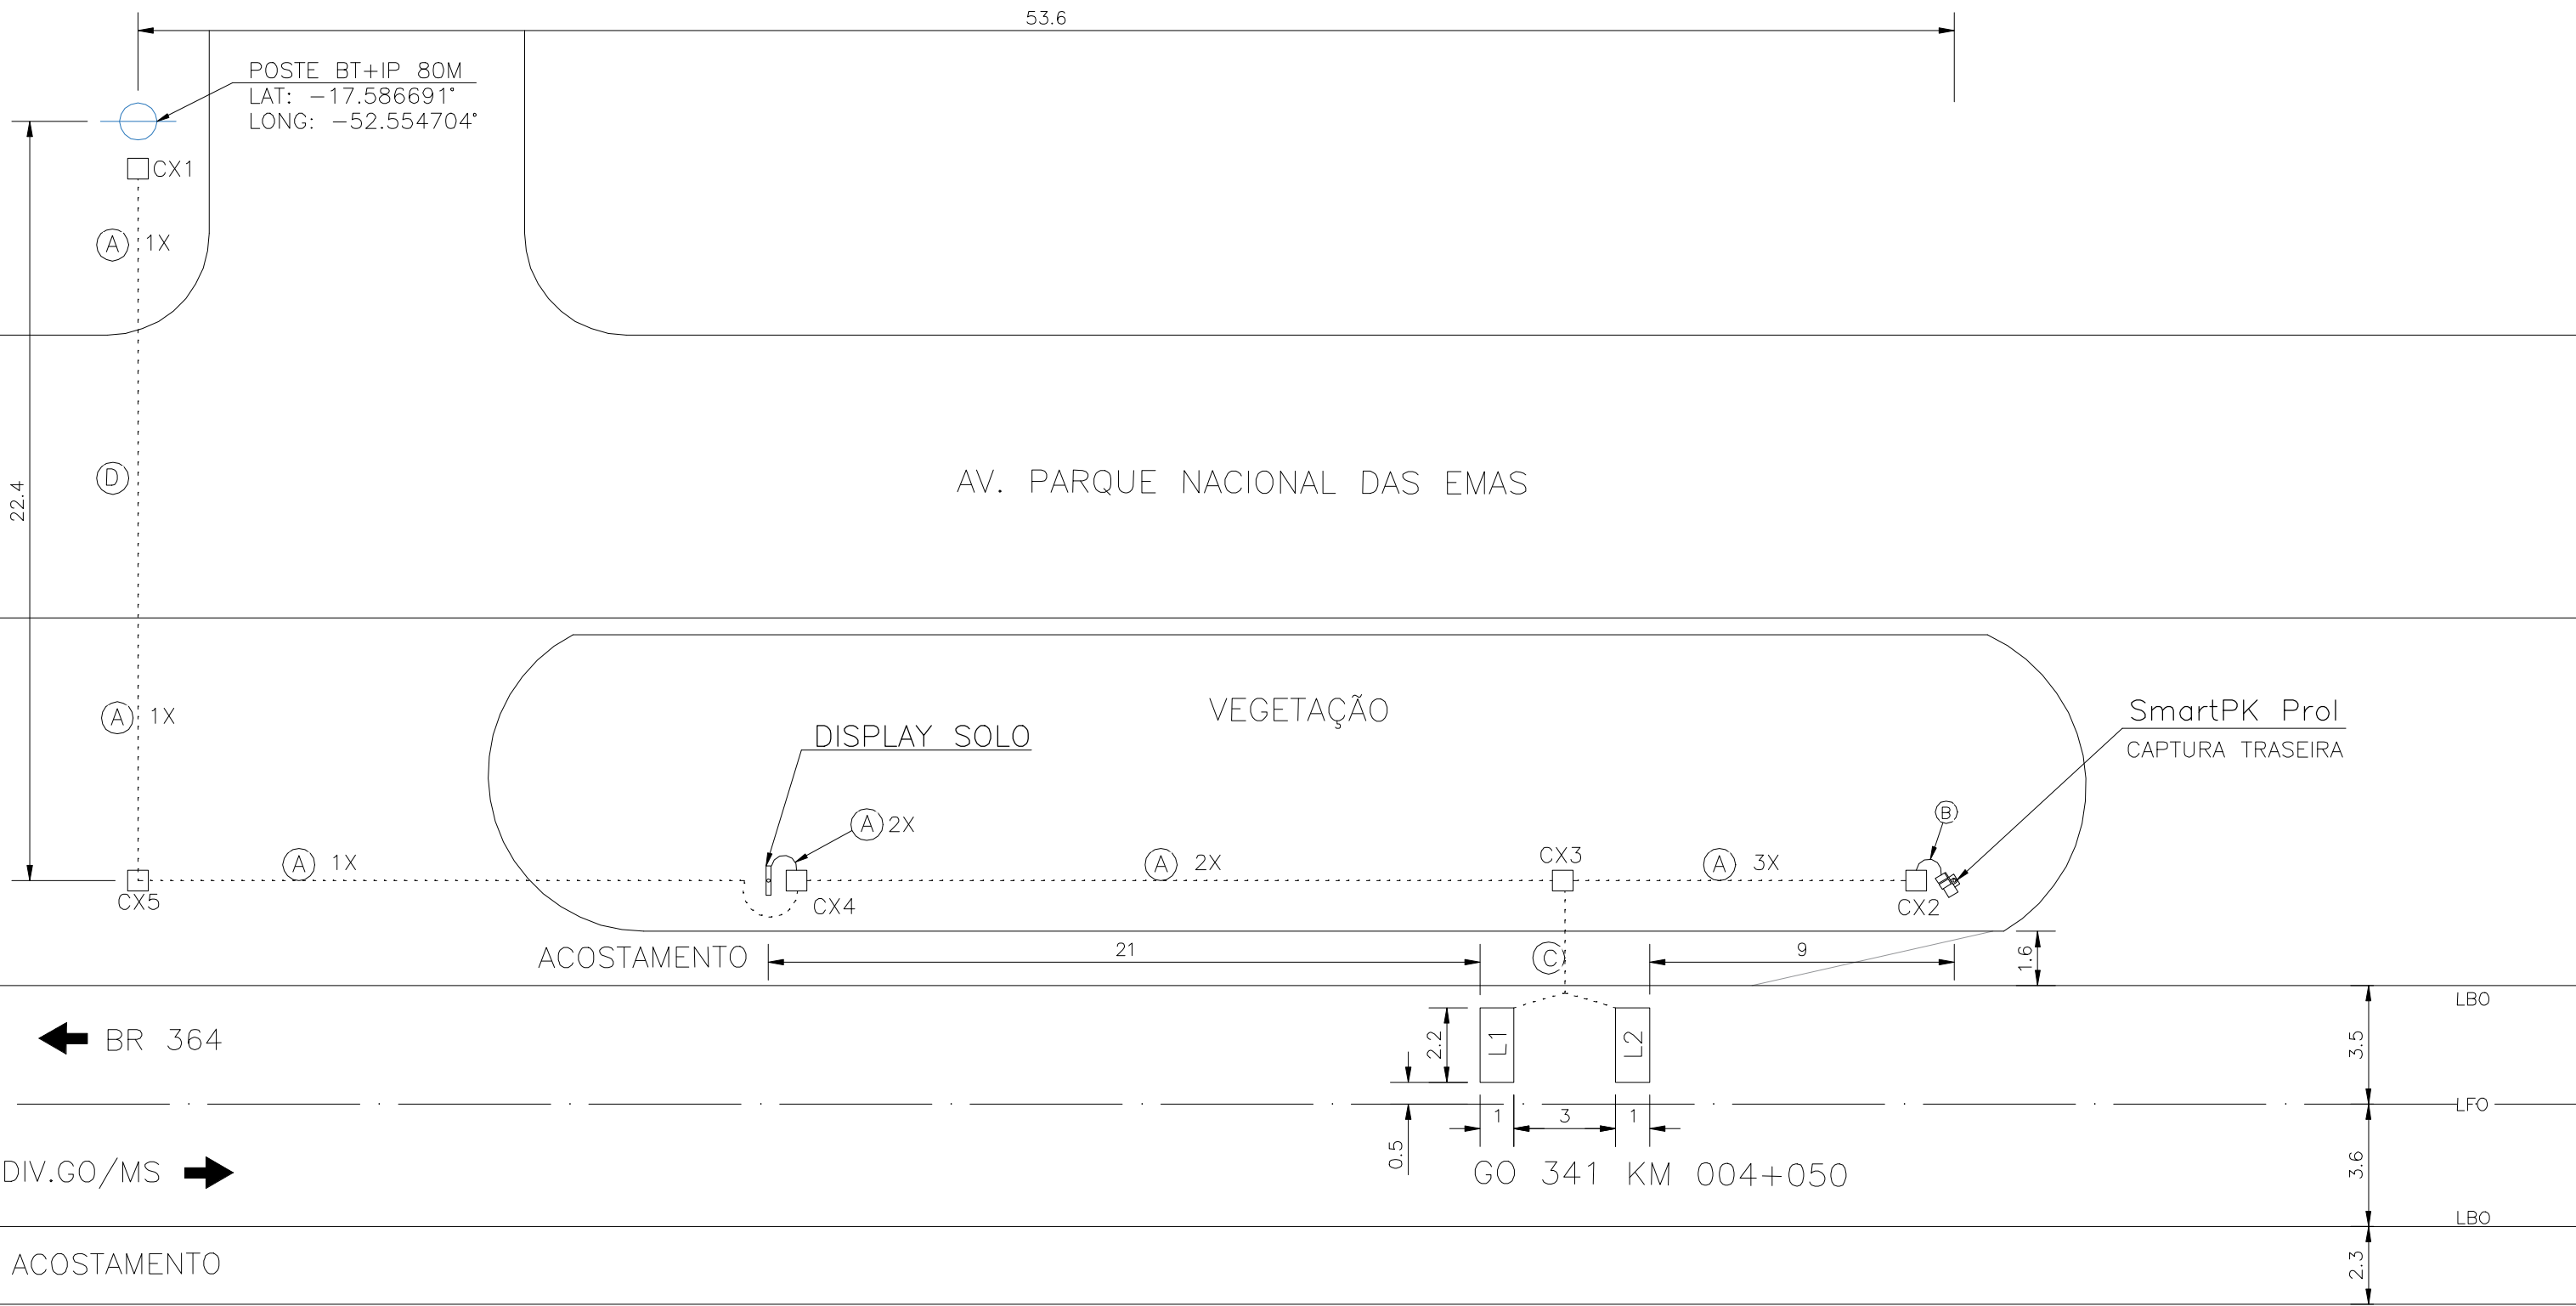 53.6
POSTE BT+IP 80M
LAT: -17.586691°
LONG: -52.554704°
CX1
A 1X
D
22.4
AV. PARQUE NACIONAL DAS EMAS
A 1X
VEGETAÇÃO
DISPLAY SOLO
SmartPK ProI
CAPTURA TRASEIRA
A 2X
B
A 1X
A 2X
CX3
A 3X
CX5
CX4
CX2
ACOSTAMENTO
21
C
9
1.6
LBO
BR 364
2.2
L1
L2
3.5
LFO
1
3
1
0.5
DIV.GO/MS
GO 341 KM 004+050
3.6
LBO
ACOSTAMENTO
2.3